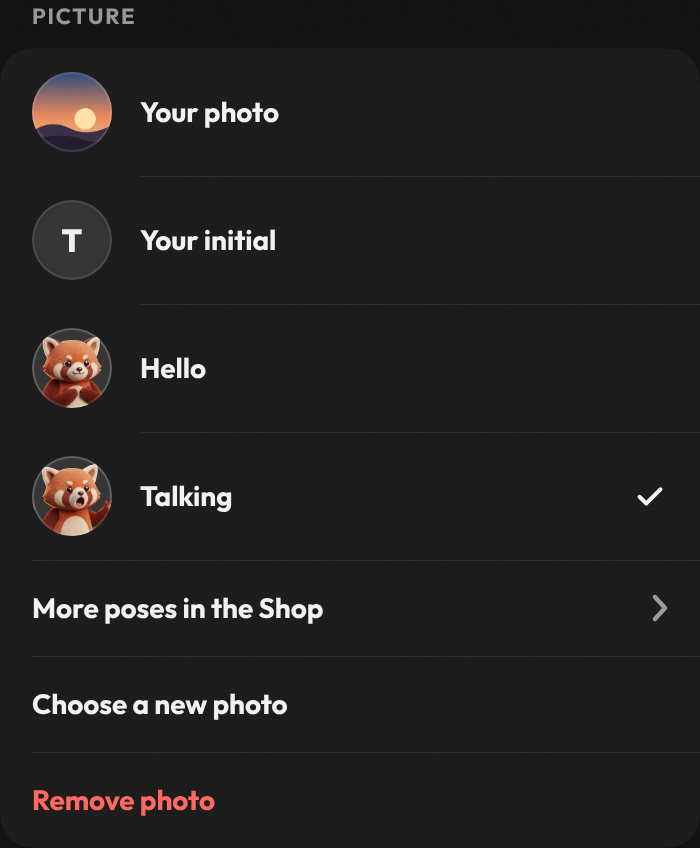 PICTURE
Your photo
T
Your initial
Hello
Talking
More poses in the Shop
Choose a new photo
Remove photo